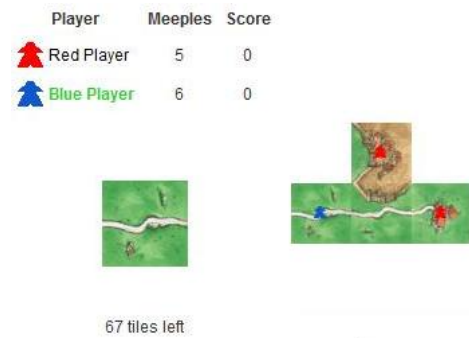 Player Meeples Score
Red Player 5 0
Blue Player 6 0
67 tiles left